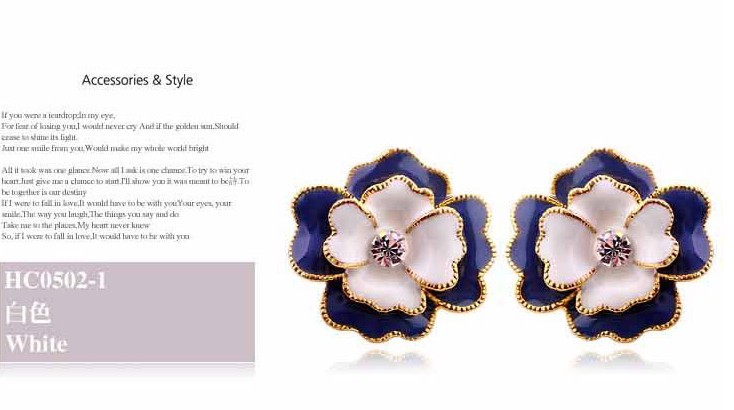 Accessories & Style
If you were a teardrop;In my eye,
For fear of losing you,I would never cry And if the golden sun,Should
cease to shine its light,
Just one smile from you,Would make my whole world bright
All it took was one glance.Now all I ask is one chance.To try to win your
heart.Just give me a chance to start.I'll show you it was meant to be.To
be together is our destiny
If I were to fall in love,It would have to be with you.Your eyes, your
smile,The way you laugh,The things you say and do
Take me to the places,My heart never knew
So, if I were to fall in love,It would have to be with you
HC0502-1
白色
White